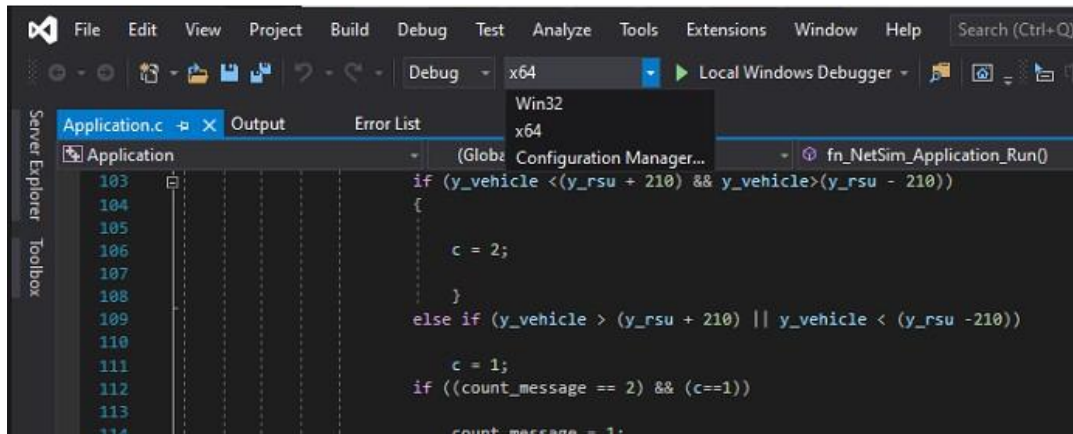 File Edit View Project Build Debug Test Analyze Tools Extensions Window Help Search (Ctrl+Q)
Debug x64 Local Windows Debugger
Win32
x64
Configuration Manager...
Server Explorer
Toolbox
Application.c Output Error List
Application (Globa fn_NetSim_Application_Run()
103 if (y_vehicle <(y_rsu + 210) && y_vehicle>(y_rsu - 210))
104 {
105
106 c = 2;
107
108 }
109 else if (y_vehicle > (y_rsu + 210) || y_vehicle < (y_rsu -210))
110
111 c = 1;
112 if ((count_message == 2) && (c==1))
113
114 count_message = 1;